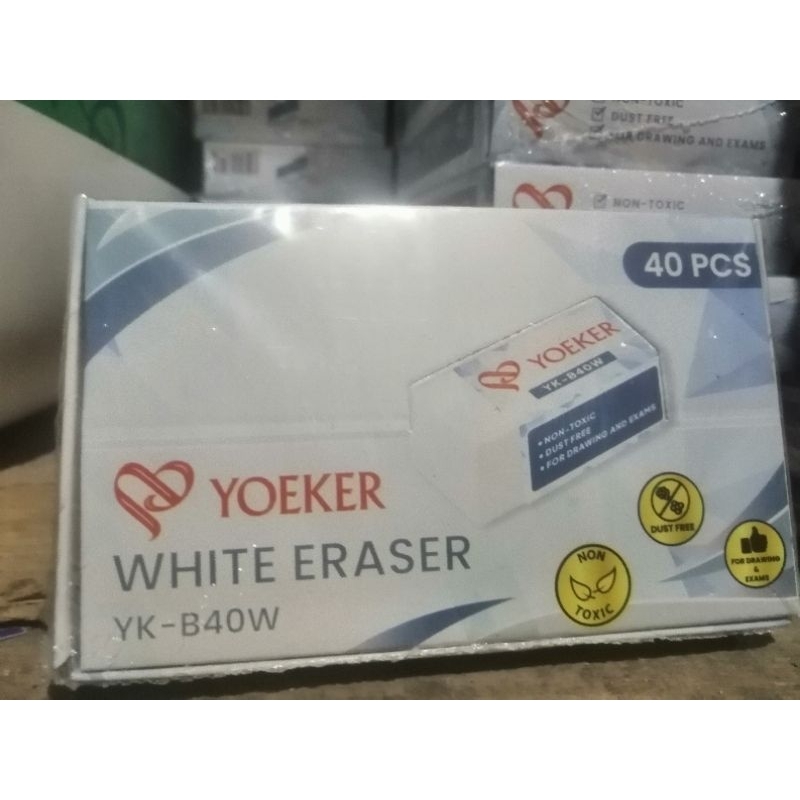 NON-TOXIC
DUST FREE
FOR DRAWING AND EXAMS
NON-TOXIC
40 PCS
YOEKER
YK-B40W
• NON-TOXIC
• DUST FREE
• FOR DRAWING AND EXAMS
YOEKER
WHITE ERASER
YK-B40W
NON
TOXIC
DUST FREE
FOR DRAWING
&
EXAMS